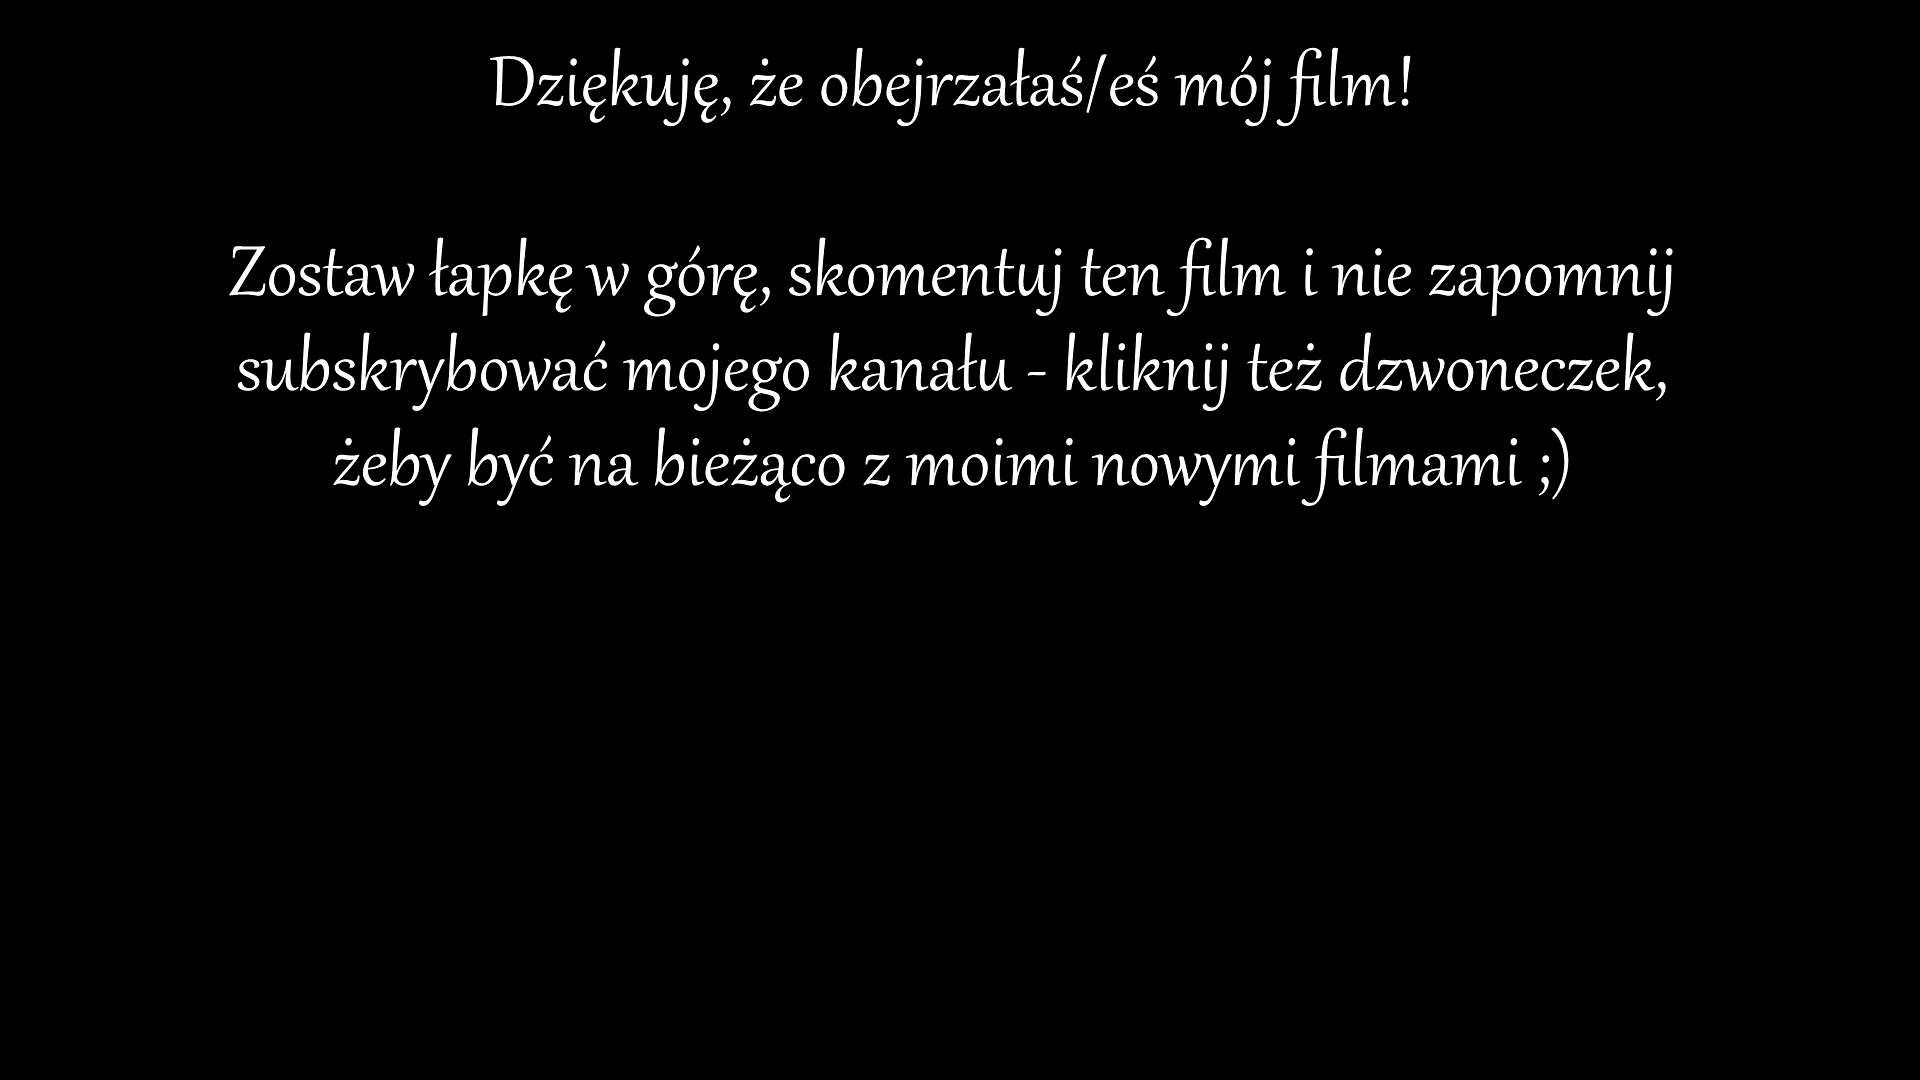 Dziękuję, że obejrzałaś/eś mój film!
Zostaw łapkę w górę, skomentuj ten film i nie zapomnij
subskrybować mojego kanału - kliknij też dzwoneczek,
żeby być na bieżąco z moimi nowymi filmami ;)